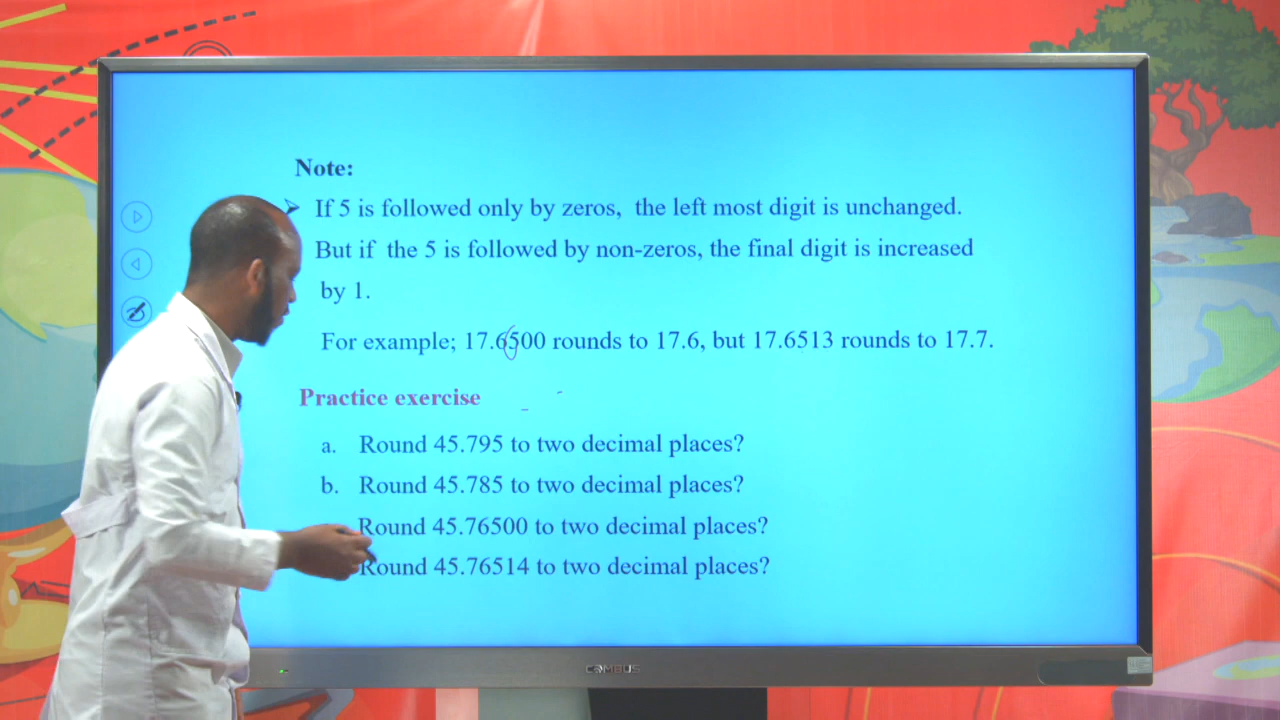 Note:
➢ If 5 is followed only by zeros, the left most digit is unchanged.
But if the 5 is followed by non-zeros, the final digit is increased
by 1.
For example; 17.6500 rounds to 17.6, but 17.6513 rounds to 17.7.
Practice exercise
a. Round 45.795 to two decimal places?
b. Round 45.785 to two decimal places?
Round 45.76500 to two decimal places?
Round 45.76514 to two decimal places?
CAMBUS